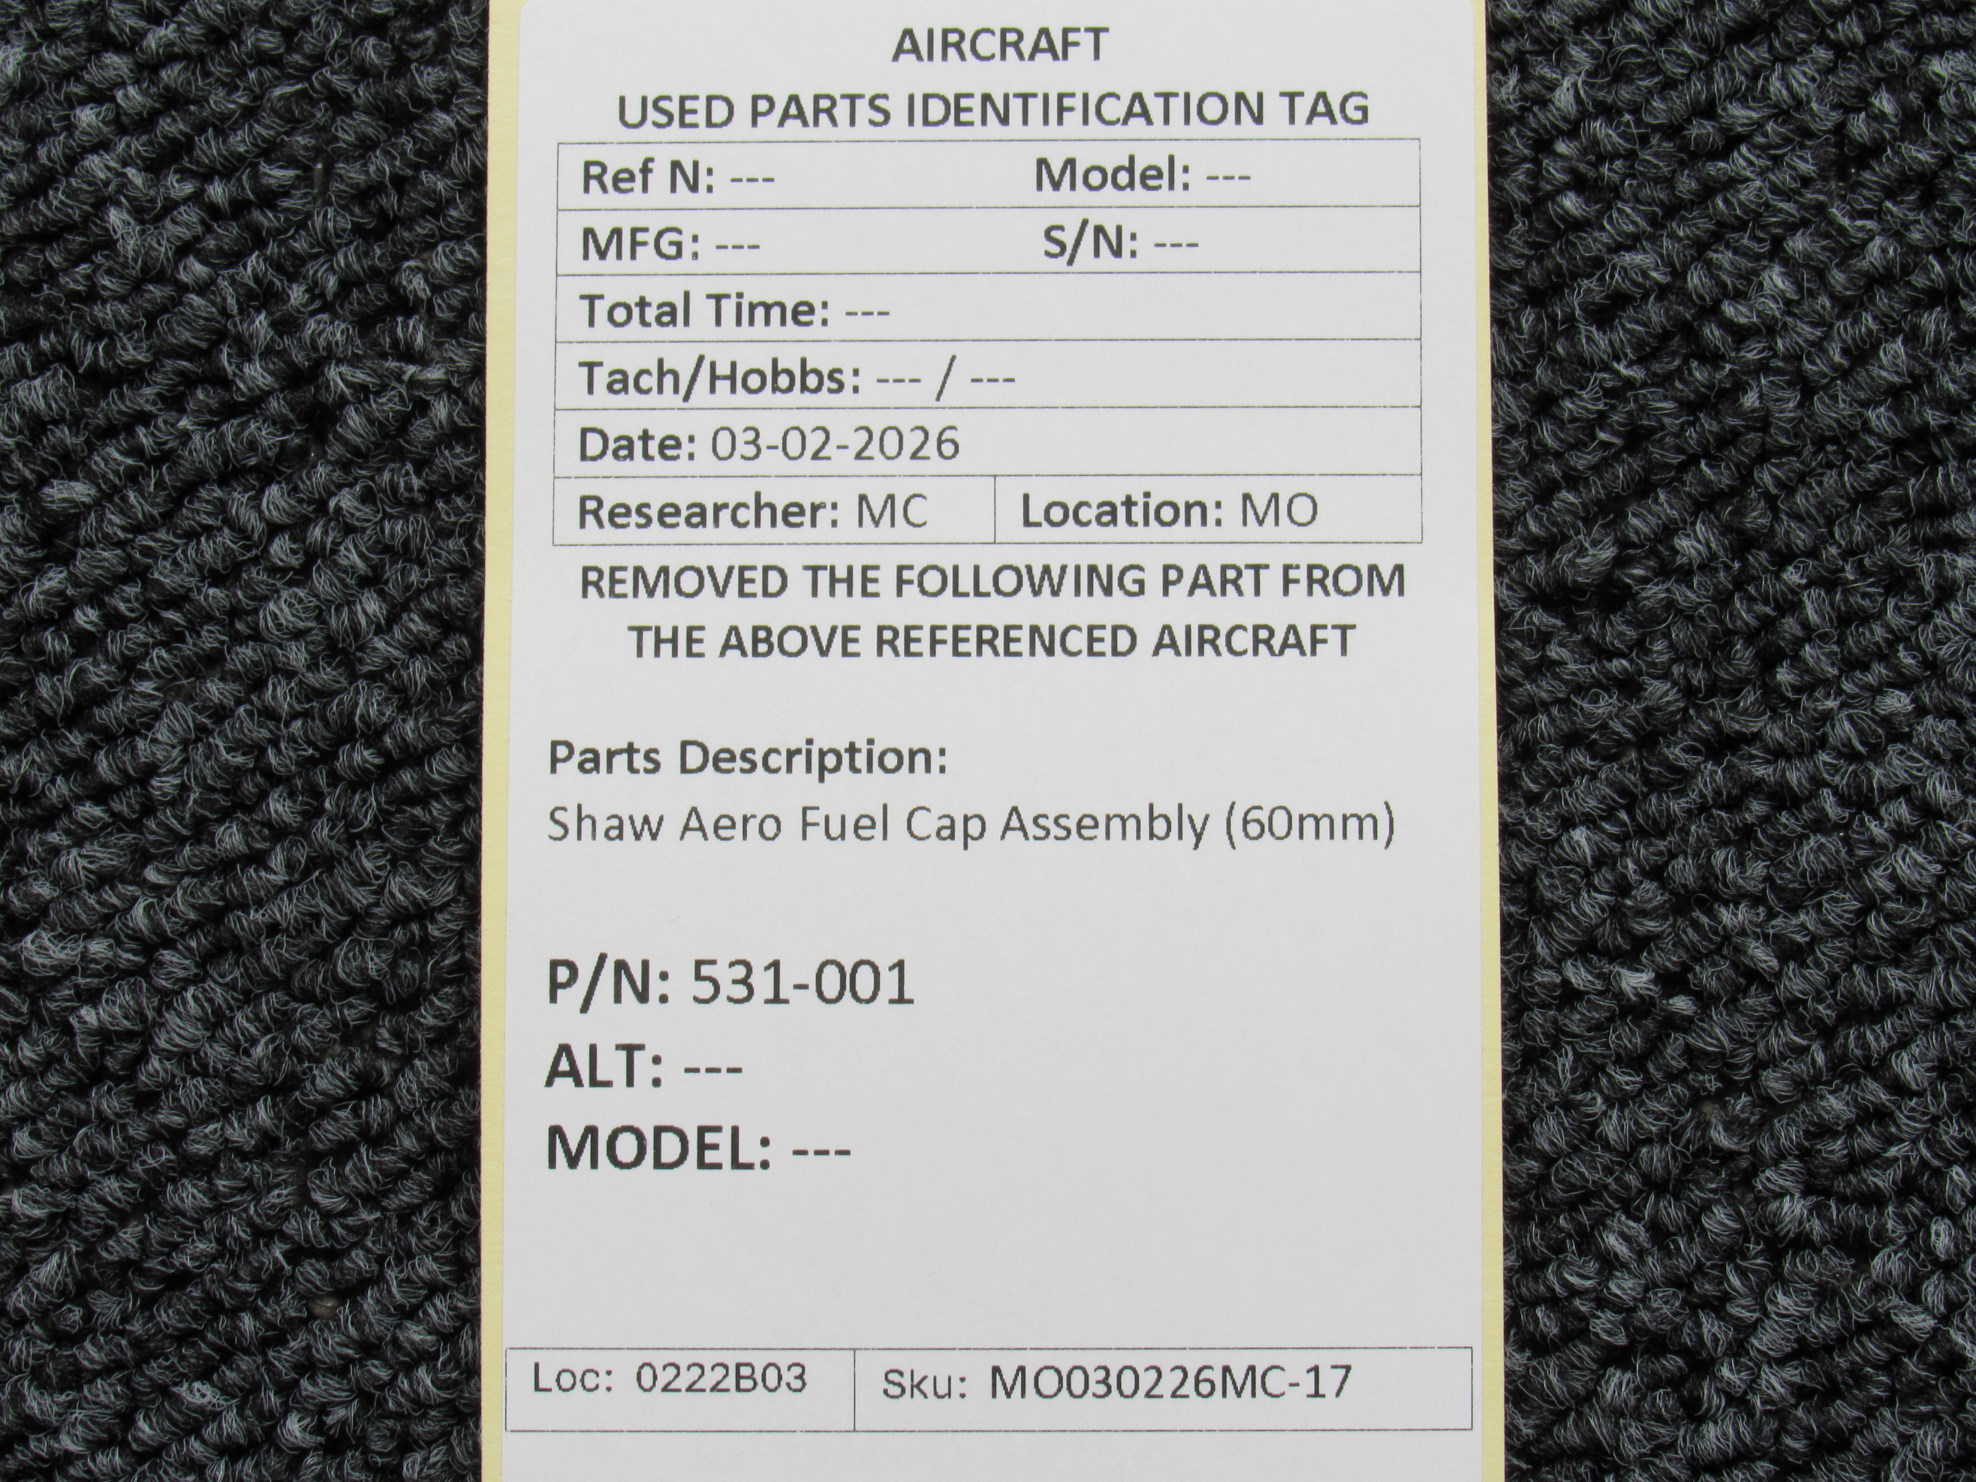 AIRCRAFT
USED PARTS IDENTIFICATION TAG
Ref N: --- Model: ---
MFG: --- S/N: ---
Total Time: ---
Tach/Hobbs: --- / ---
Date: 03-02-2026
Researcher: MC Location: MO
REMOVED THE FOLLOWING PART FROM
THE ABOVE REFERENCED AIRCRAFT
Parts Description:
Shaw Aero Fuel Cap Assembly (60mm)
P/N: 531-001
ALT: ---
MODEL: ---
Loc: 0222B03 Sku: MO030226MC-17